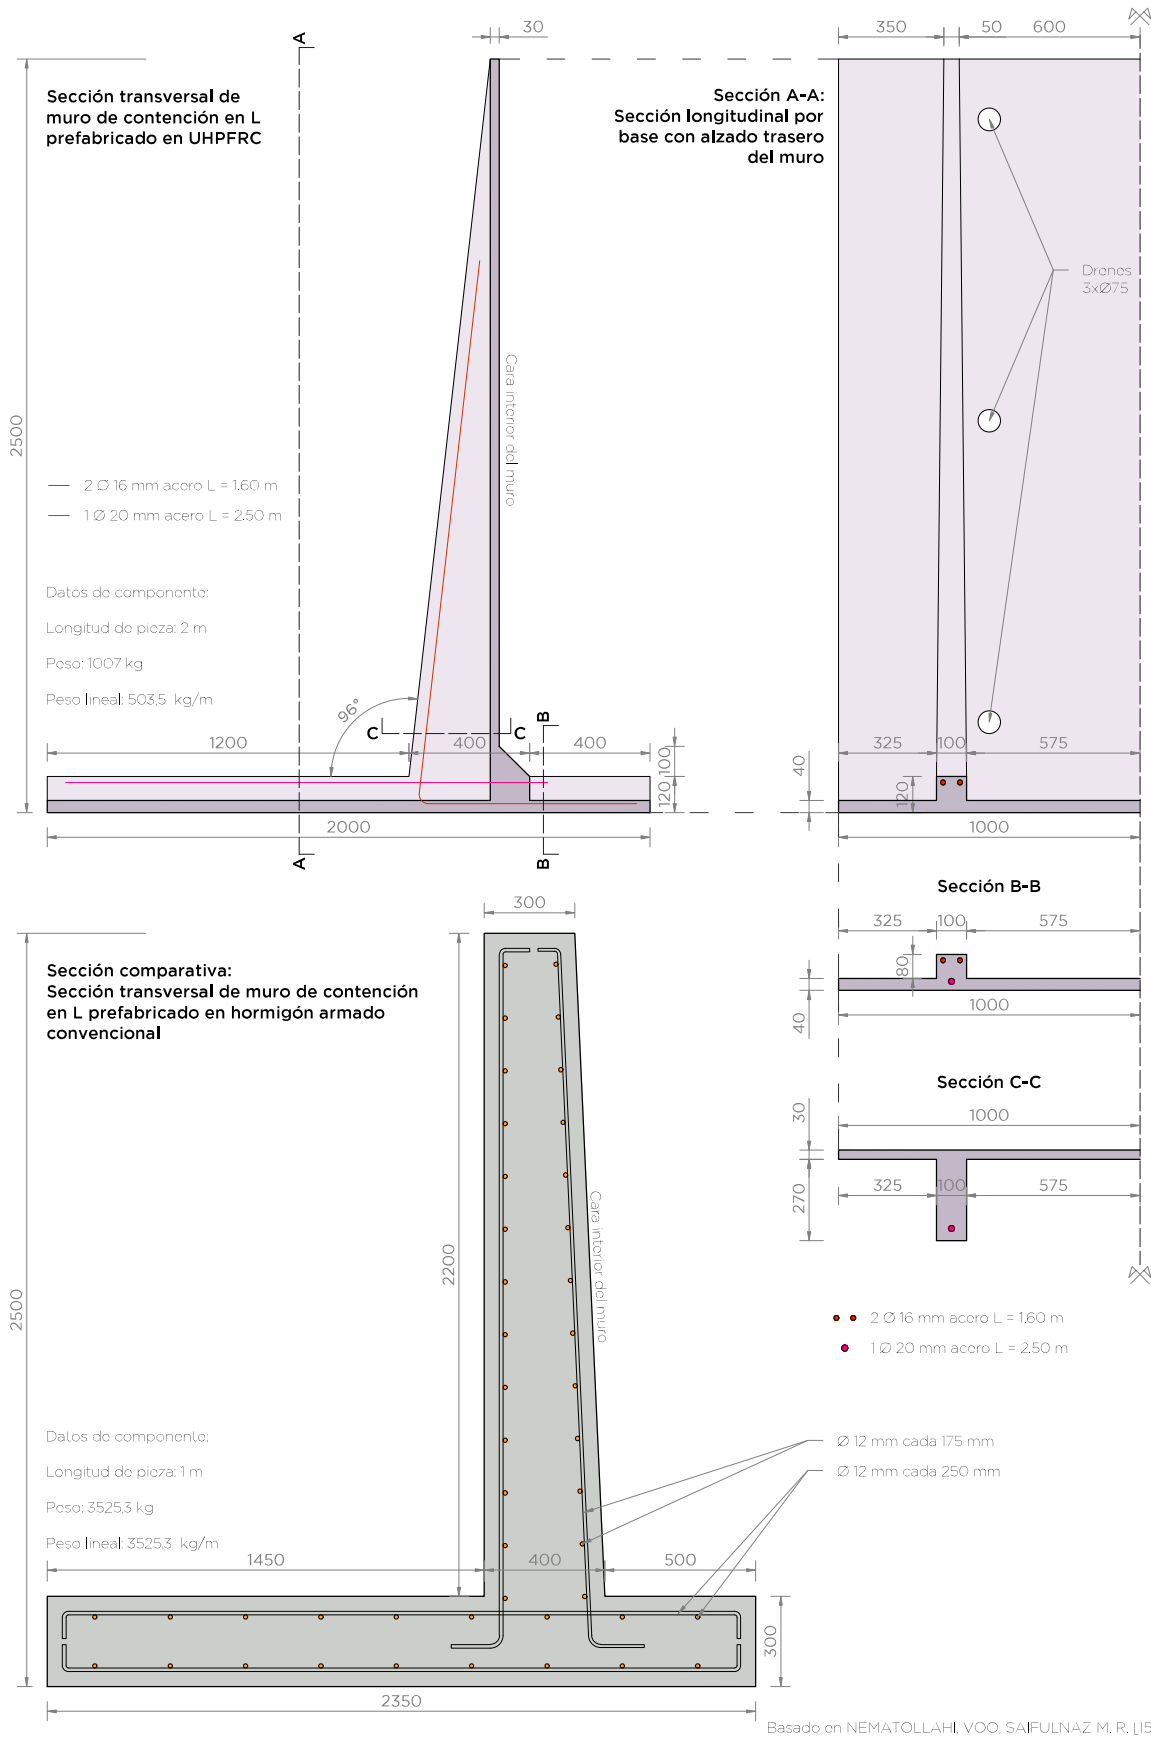 A
30
350
50
600
2500
Sección transversal de
muro de contención en L
prefabricado en UHPFRC
Sección A-A:
Sección longitudinal por
base con alzado trasero
del muro
Drenes
3xØ75
Cara interior del muro
2 Ø 16 mm acero L = 1.60 m
1 Ø 20 mm acero L = 2.50 m
Datos de componente:
Longitud de pieza: 2 m
Peso: 1007 kg
Peso lineal: 503,5 kg/m
96°
C
C
B
1200
400
400
100
120
325
100
575
40
120
2000
1000
A
B
Sección B-B
325
100
575
80
40
1000
300
2500
Sección comparativa:
Sección transversal de muro de contención
en L prefabricado en hormigón armado
convencional
Sección C-C
1000
30
325
100
575
270
2200
Cara interior del muro
2 Ø 16 mm acero L = 1.60 m
1 Ø 20 mm acero L = 2.50 m
Datos de componente:
Longitud de pieza: 1 m
Peso: 3525,3 kg
Peso lineal: 3525,3 kg/m
Ø 12 mm cada 175 mm
Ø 12 mm cada 250 mm
1450
400
500
300
2350
Basado en NEMATOLLAHI, VOO, SAIFULNAZ M. R. [15